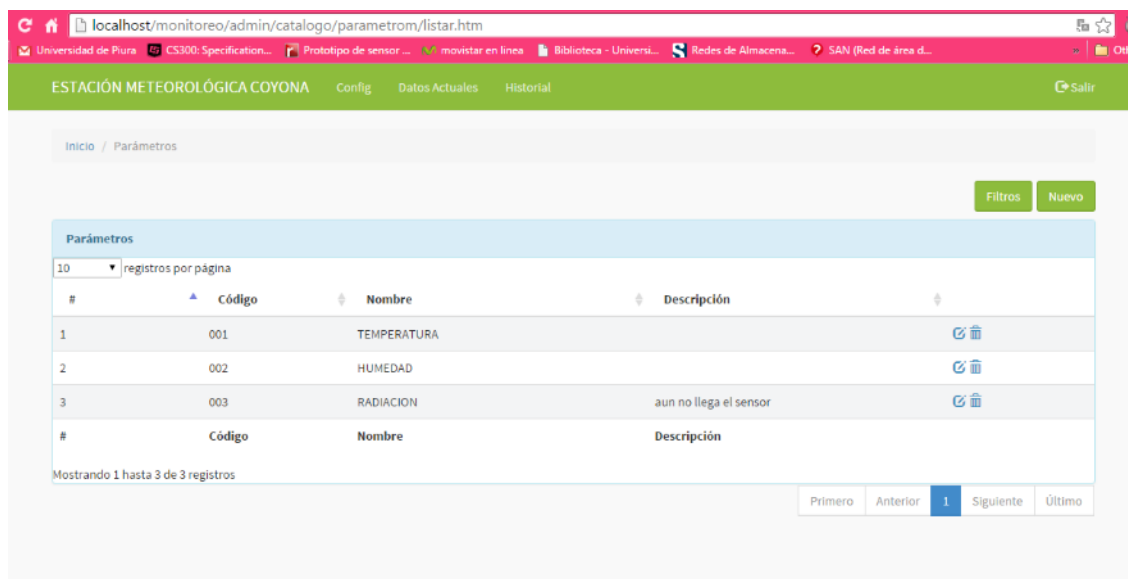 localhost/monitoreo/admin/catalogo/parametrom/listar.htm
Universidad de Piura CS300: Specification... Prototipo de sensor ... movistar en linea Biblioteca - Universi... Redes de Almacena... SAN (Red de área d... » Oth
ESTACIÓN METEOROLÓGICA COYONA Config Datos Actuales Historial Salir
Inicio / Parámetros
Filtros Nuevo
Parámetros
10 registros por página
# Código Nombre Descripción
1 001 TEMPERATURA
2 002 HUMEDAD
3 003 RADIACION aun no llega el sensor
# Código Nombre Descripción
Mostrando 1 hasta 3 de 3 registros
Primero Anterior 1 Siguiente Último